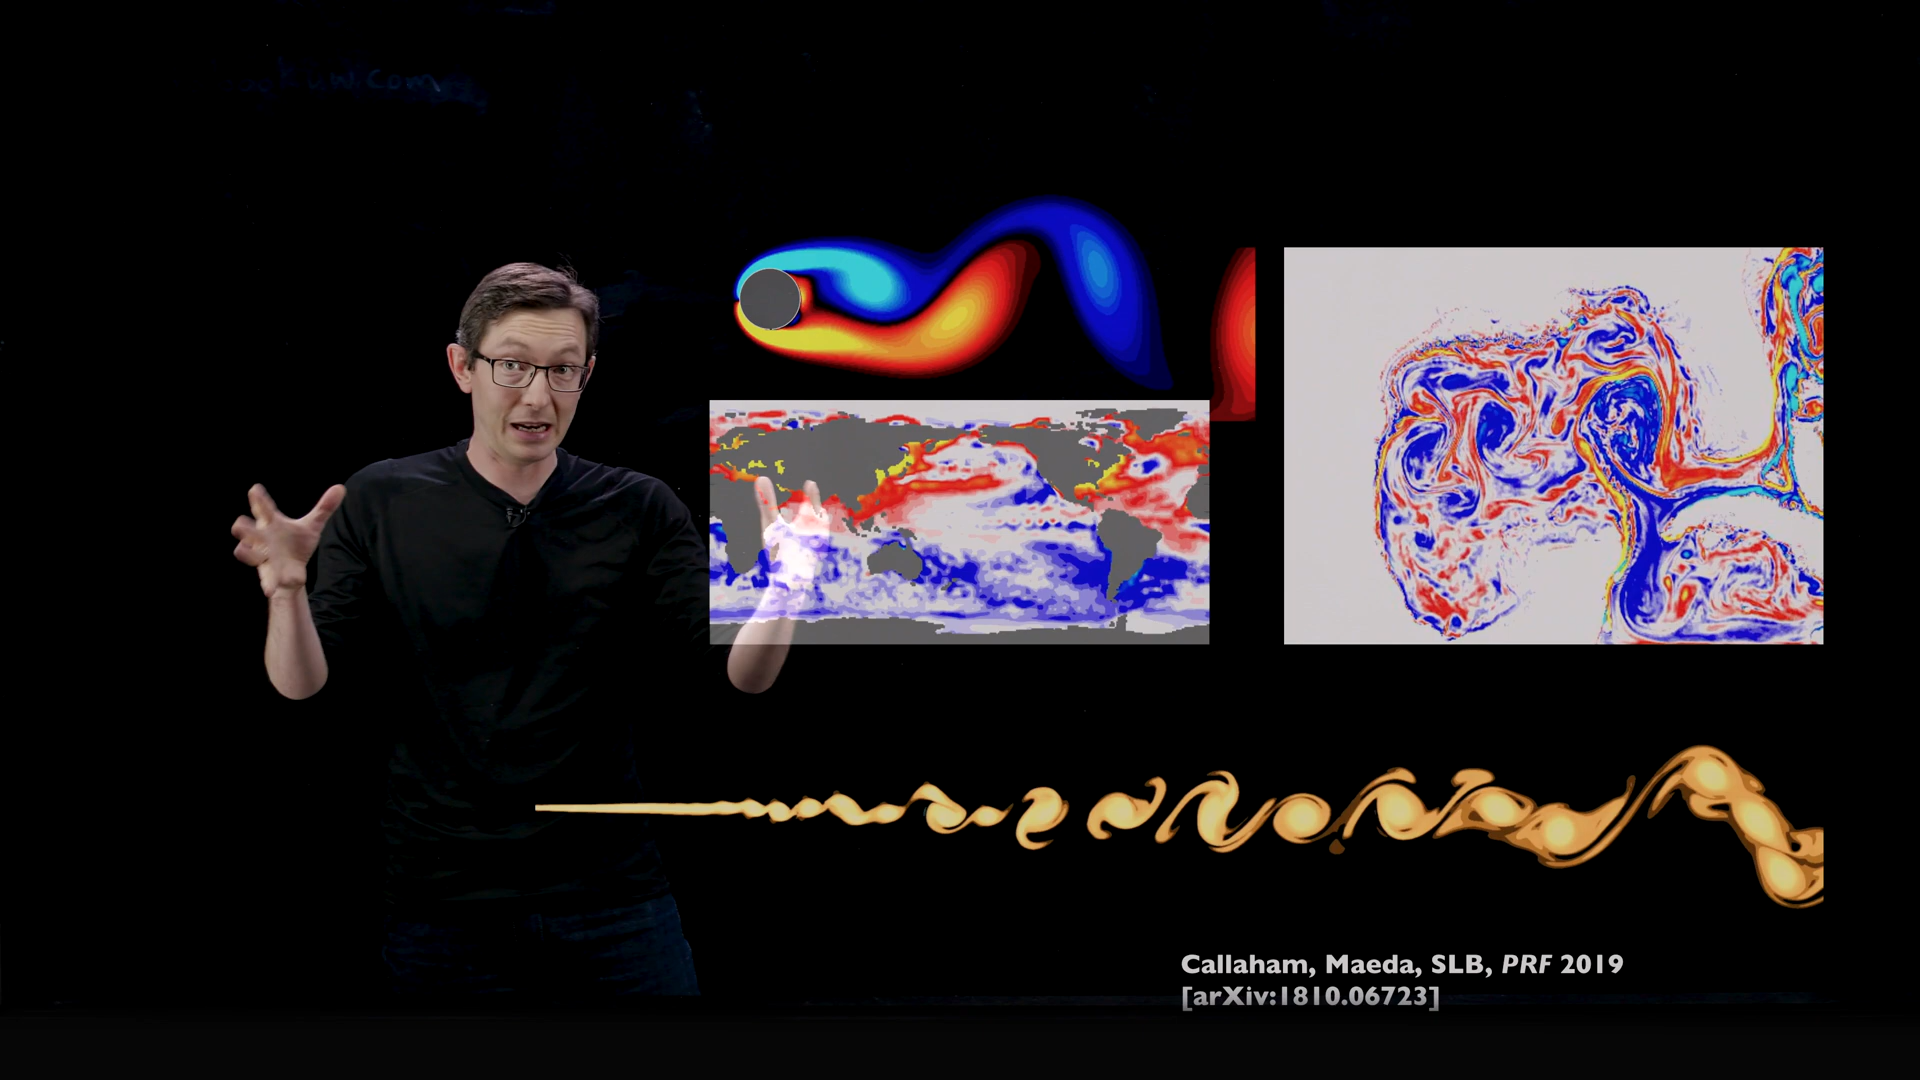 Callaham, Maeda, SLB, PRF 2019
[arXiv:1810.06723]